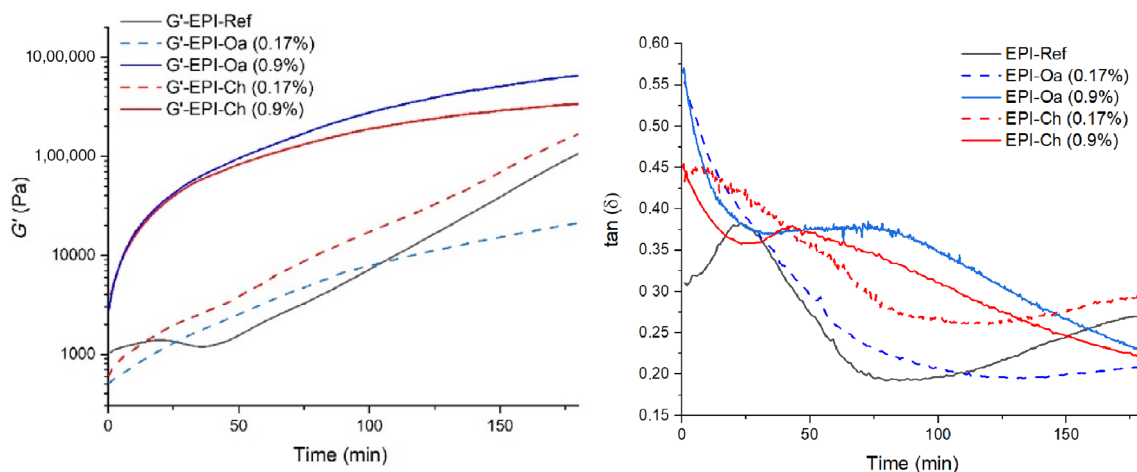 G'-EPI-Ref
G'-EPI-Oa (0.17%)
G'-EPI-Oa (0.9%)
G'-EPI-Ch (0.17%)
G'-EPI-Ch (0.9%)
10,00,000
1,00,000
10000
1000
G' (Pa)
0 50 100 150
Time (min)
EPI-Ref
EPI-Oa (0.17%)
EPI-Oa (0.9%)
EPI-Ch (0.17%)
EPI-Ch (0.9%)
0.60
0.55
0.50
0.45
0.40
0.35
0.30
0.25
0.20
0.15
tan (δ)
0 50 100 150
Time (min)